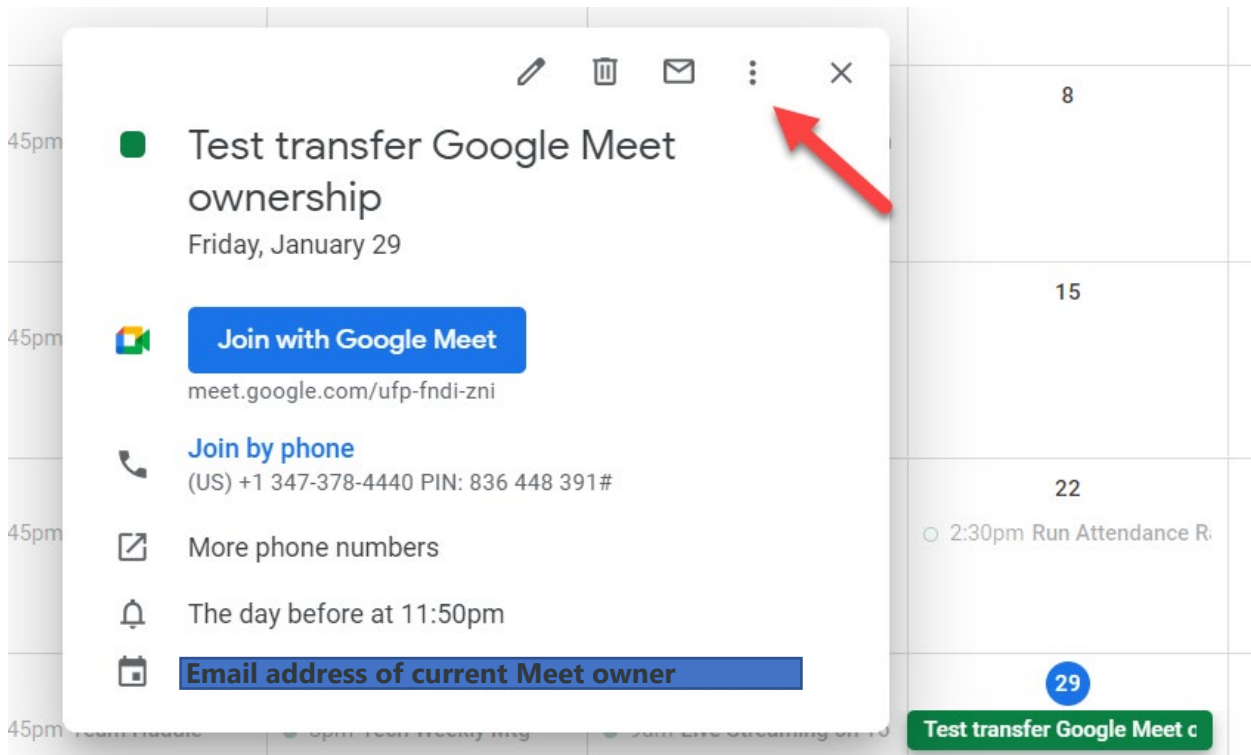 8
45pm
Test transfer Google Meet
ownership
Friday, January 29
15
45pm
Join with Google Meet
meet.google.com/ufp-fndi-zni
Join by phone
(US) +1 347-378-4440 PIN: 836 448 391#
22
45pm
2:30pm Run Attendance R
More phone numbers
The day before at 11:50pm
Email address of current Meet owner
29
45pm
Test transfer Google Meet